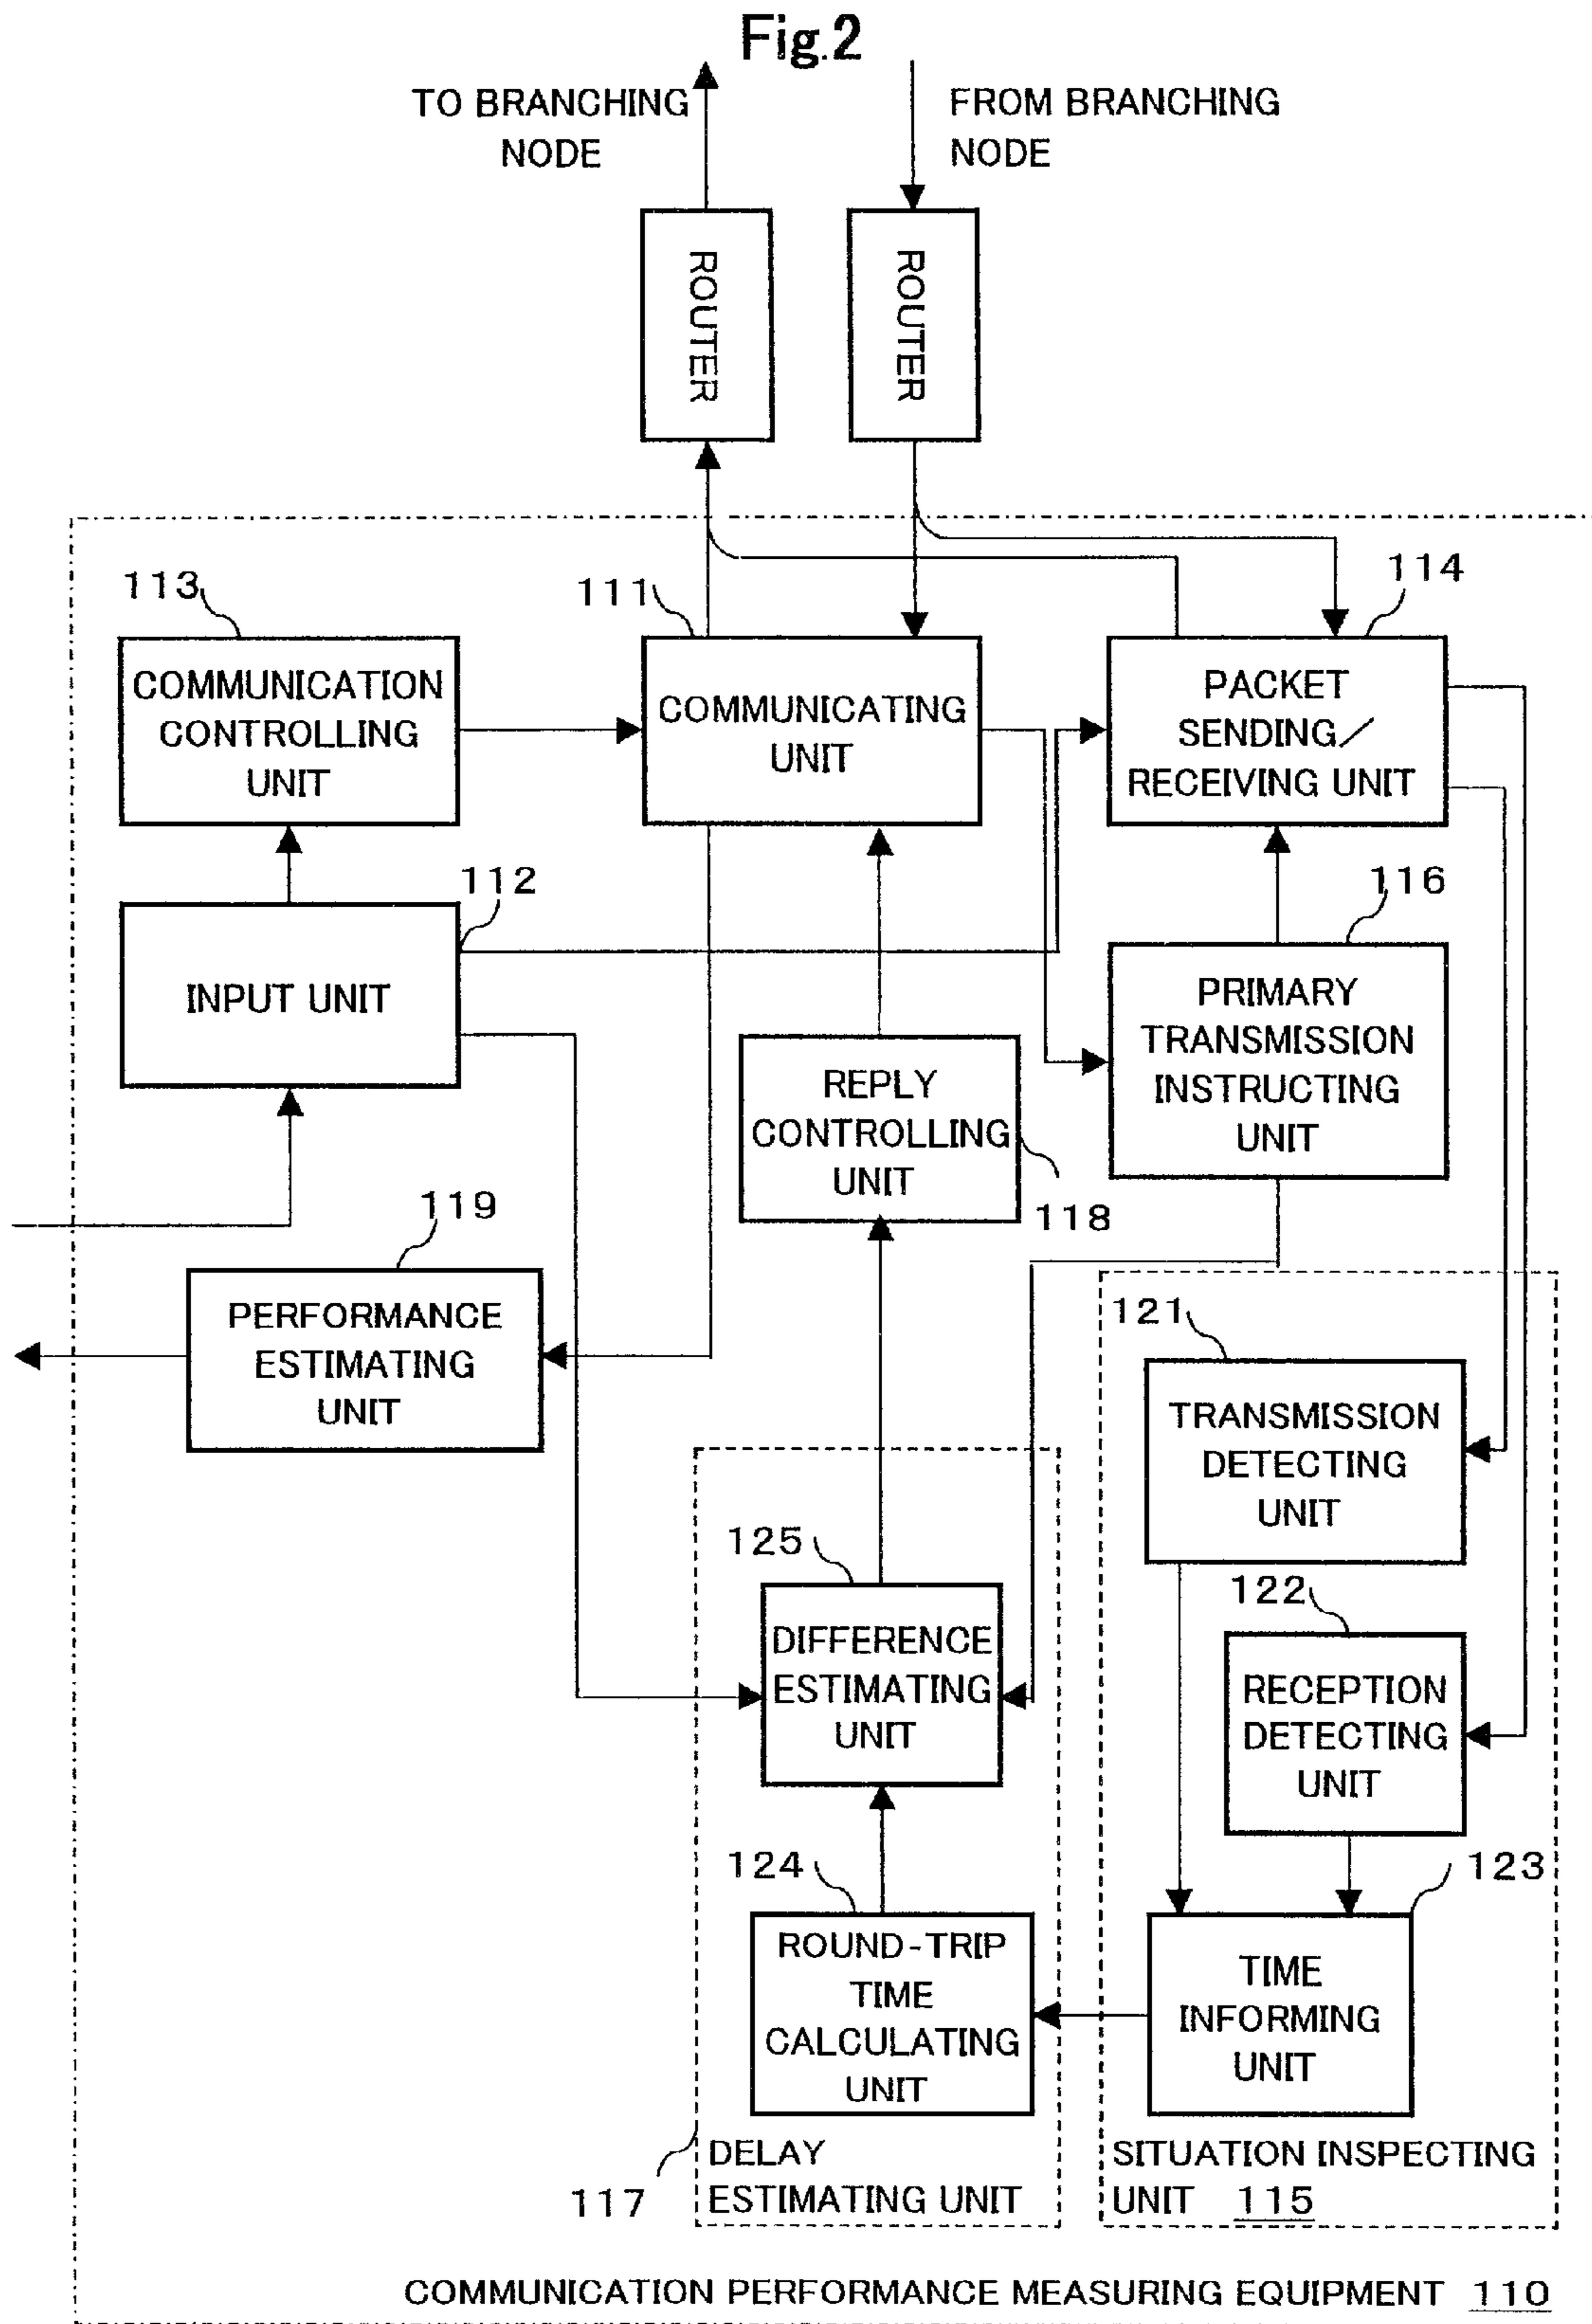 Fig.2
TO BRANCHING
NODE
FROM BRANCHING
NODE
ROUTER
ROUTER
113
111
114
COMMUNICATION
CONTROLLING
UNIT
COMMUNICATING
UNIT
PACKET
SENDING/
RECEIVING UNIT
112
116
INPUT UNIT
PRIMARY
TRANSMISSION
INSTRUCTING
UNIT
REPLY
CONTROLLING
UNIT
118
119
PERFORMANCE
ESTIMATING
UNIT
121
TRANSMISSION
DETECTING
UNIT
125
122
DIFFERENCE
ESTIMATING
UNIT
RECEPTION
DETECTING
UNIT
124
123
ROUND-TRIP
TIME
CALCULATING
UNIT
TIME
INFORMING
UNIT
117
DELAY
ESTIMATING UNIT
SITUATION INSPECTING
UNIT 115
COMMUNICATION PERFORMANCE MEASURING EQUIPMENT 110